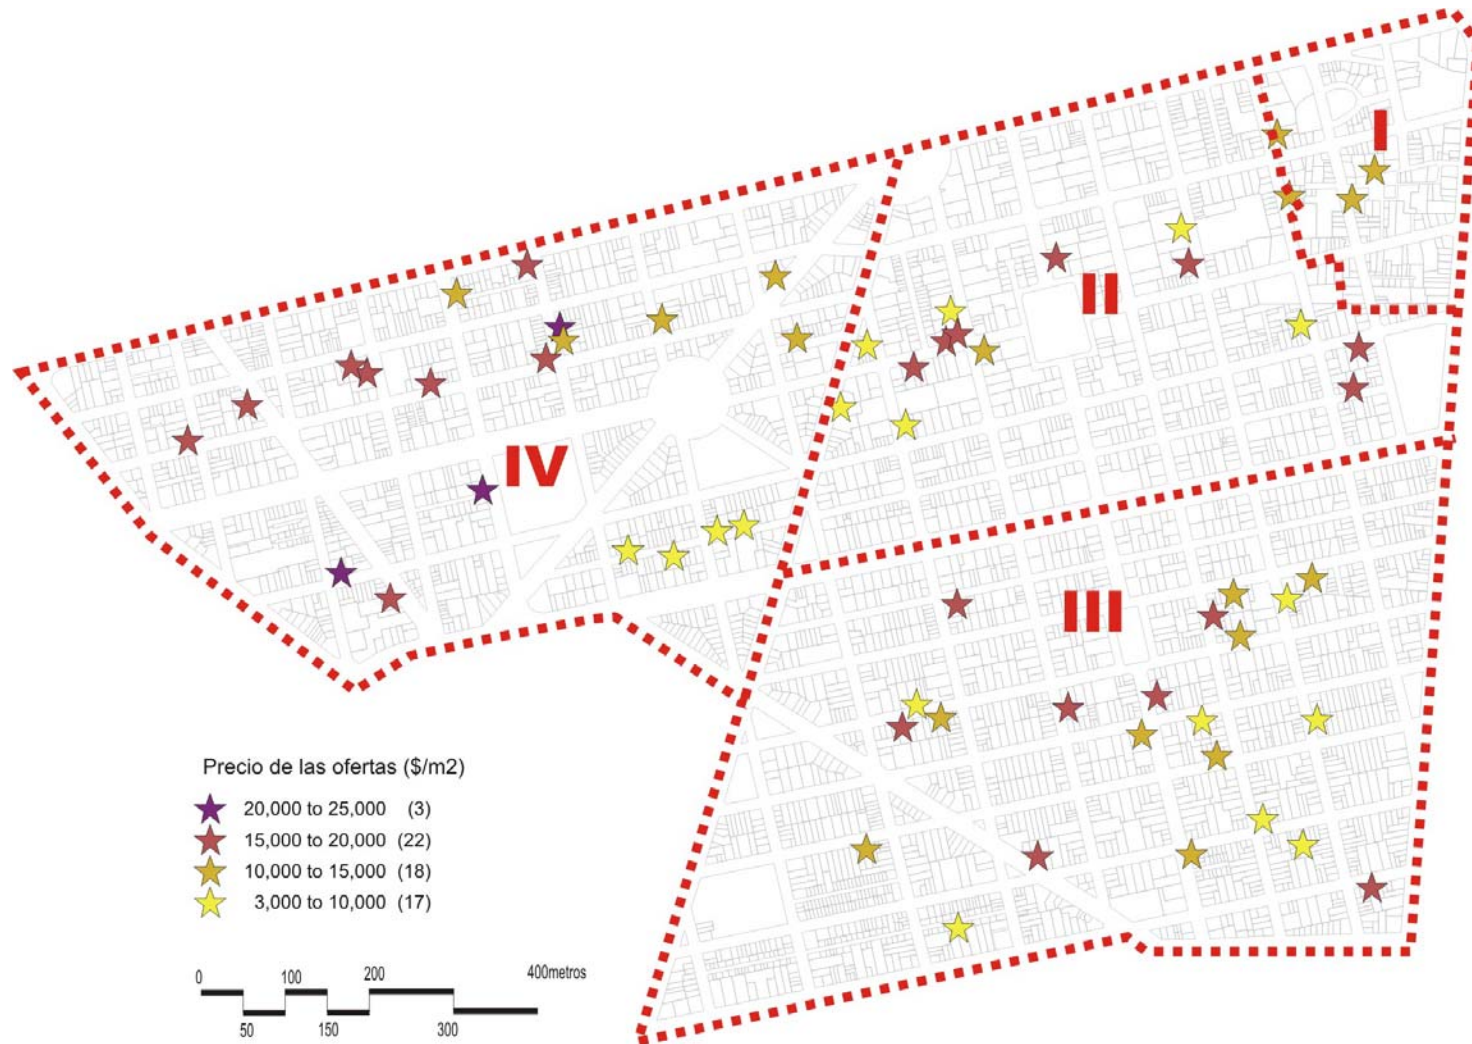 I
II
IV
III
Precio de las ofertas ($/m2)
20,000 to 25,000 (3)
15,000 to 20,000 (22)
10,000 to 15,000 (18)
3,000 to 10,000 (17)
0 100 200 400metros
50 150 300